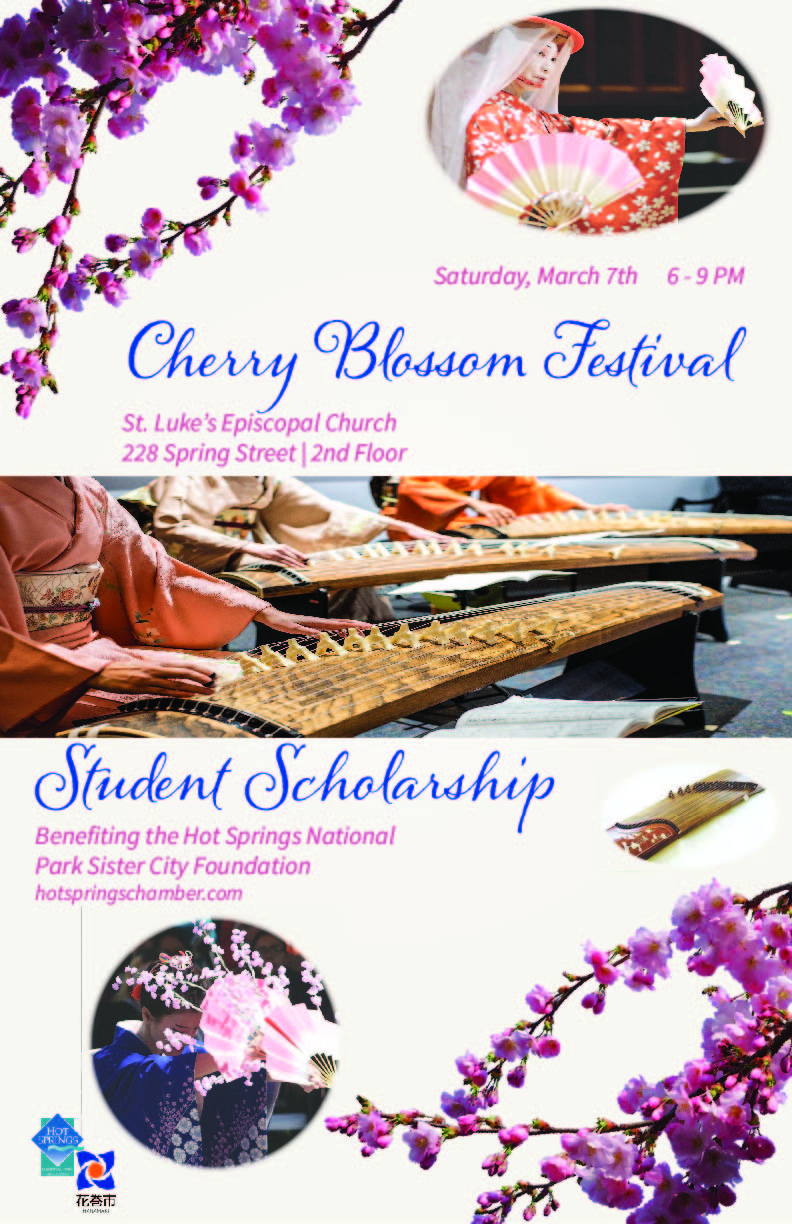 Saturday, March 7th 6 - 9 PM
Cherry Blossom Festival
St. Luke's Episcopal Church
228 Spring Street | 2nd Floor
Student Scholarship
Benefiting the Hot Springs National
Park Sister City Foundation
hotspringschamber.com
HOT
SPRINGS
花巻市
HANAMAKI